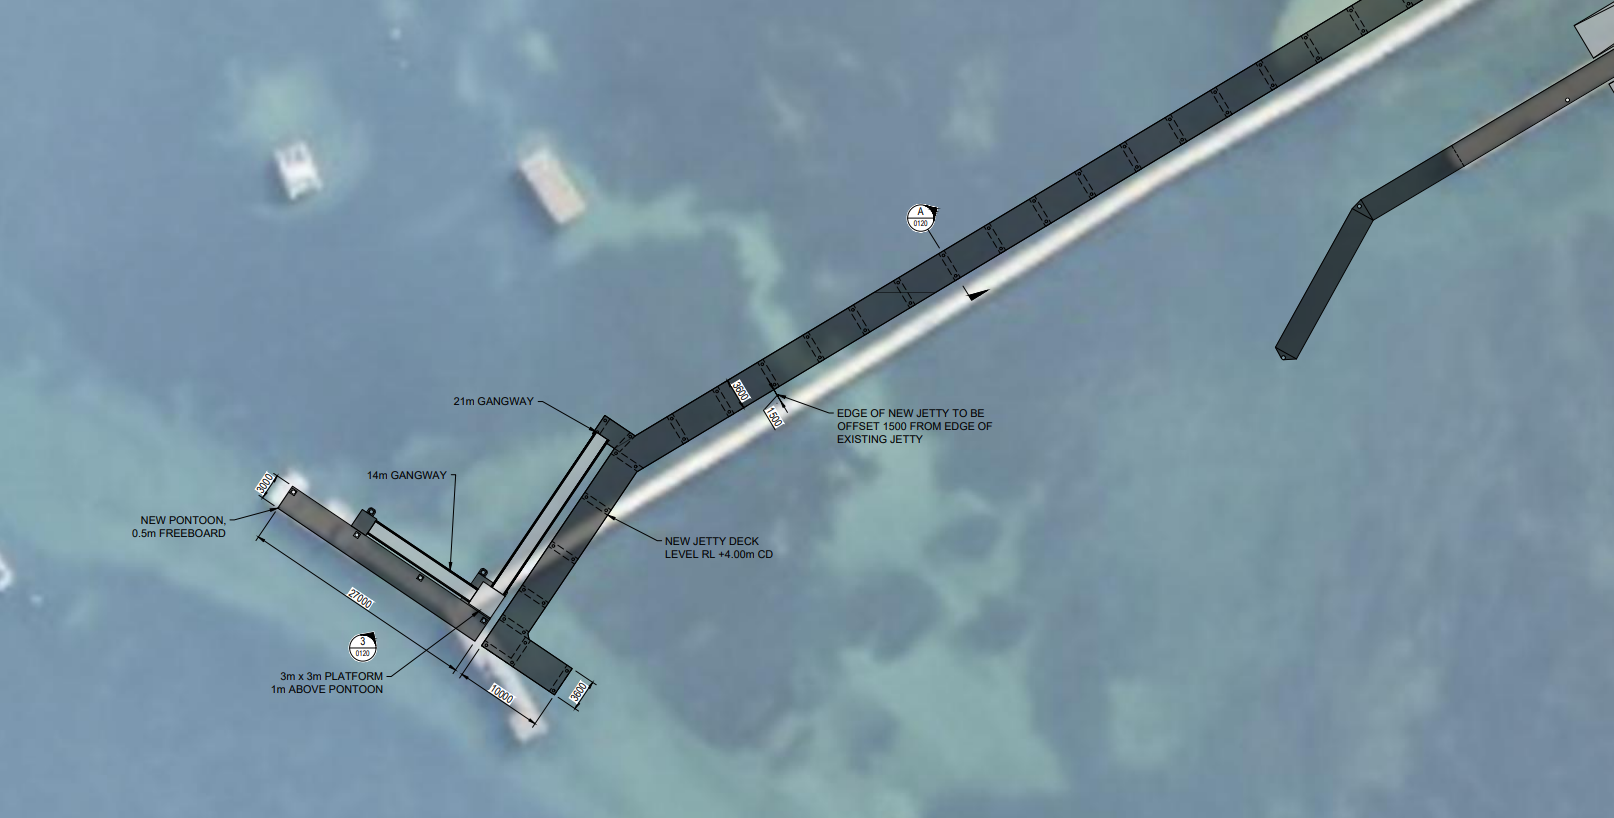 A
0120
3600
1500
21m GANGWAY
EDGE OF NEW JETTY TO BE
OFFSET 1500 FROM EDGE OF
EXISTING JETTY
14m GANGWAY
3000
NEW PONTOON,
0.5m FREEBOARD
NEW JETTY DECK
LEVEL RL +4.00m CD
27000
3
0120
3m x 3m PLATFORM
1m ABOVE PONTOON
10000
3600